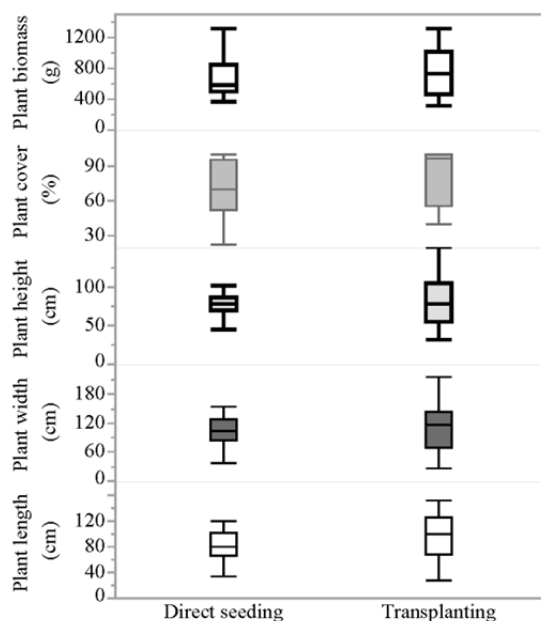 Plant biomass
(g)
1200
800
400
0
Plant cover
(%)
90
60
30
Plant height
(cm)
100
50
0
Plant width
(cm)
180
120
60
0
Plant length
(cm)
120
80
40
0
Direct seeding
Transplanting